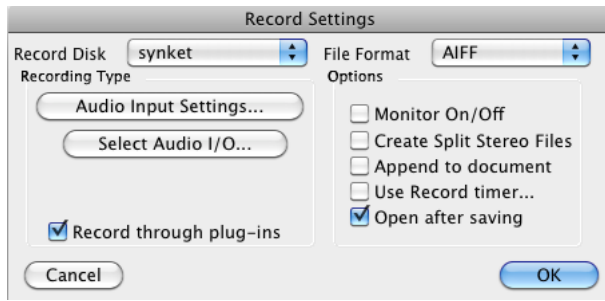 Record Settings
Record Disk synket File Format AIFF
Recording Type Options
Audio Input Settings...
Monitor On/Off
Select Audio I/O...
Create Split Stereo Files
Append to document
Use Record timer...
Open after saving
Record through plug-ins
Cancel OK